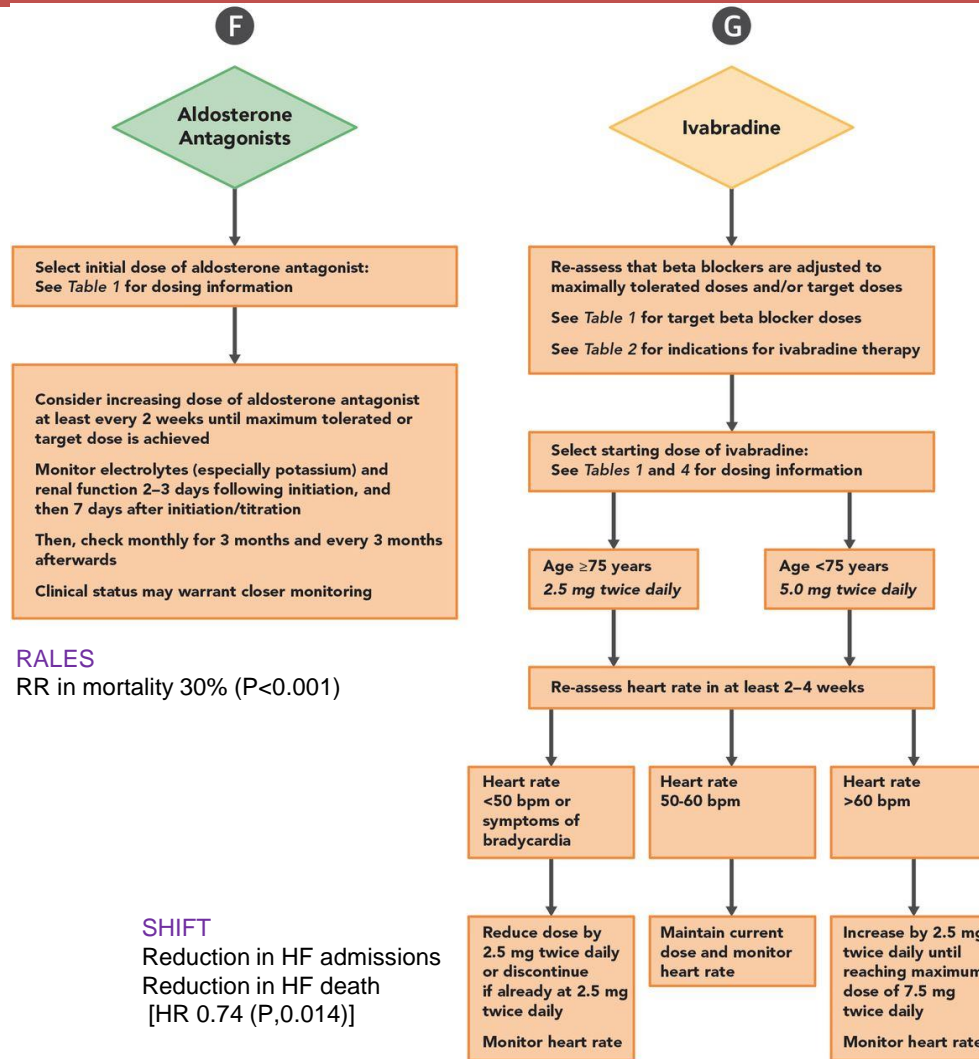 F
Aldosterone
Antagonists
Select initial dose of aldosterone antagonist:
See Table 1 for dosing information
Consider increasing dose of aldosterone antagonist
at least every 2 weeks until maximum tolerated or
target dose is achieved
Monitor electrolytes (especially potassium) and
renal function 2–3 days following initiation, and
then 7 days after initiation/titration
Then, check monthly for 3 months and every 3 months
afterwards
Clinical status may warrant closer monitoring
RALES
RR in mortality 30% (P<0.001)
G
Ivabradine
Re-assess that beta blockers are adjusted to
maximally tolerated doses and/or target doses
See Table 1 for target beta blocker doses
See Table 2 for indications for ivabradine therapy
Select starting dose of ivabradine:
See Tables 1 and 4 for dosing information
Age ≥75 years
2.5 mg twice daily
Age <75 years
5.0 mg twice daily
Re-assess heart rate in at least 2–4 weeks
Heart rate
<50 bpm or
symptoms of
bradycardia
Heart rate
50-60 bpm
Heart rate
>60 bpm
Reduce dose by
2.5 mg twice daily
or discontinue
if already at 2.5 mg
twice daily
Monitor heart rate
Maintain current
dose and monitor
heart rate
Increase by 2.5 mg
twice daily until
reaching maximum
dose of 7.5 mg
twice daily
Monitor heart rate
SHIFT
Reduction in HF admissions
Reduction in HF death
[HR 0.74 (P,0.014)]